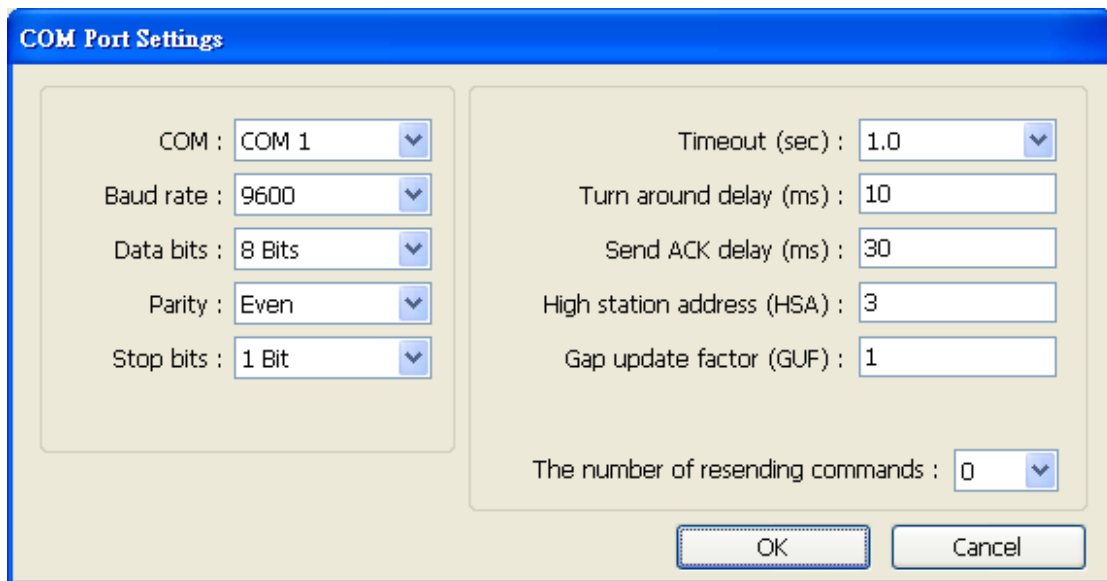 COM Port Settings
COM : COM 1
Baud rate : 9600
Data bits : 8 Bits
Parity : Even
Stop bits : 1 Bit
Timeout (sec) : 1.0
Turn around delay (ms) : 10
Send ACK delay (ms) : 30
High station address (HSA) : 3
Gap update factor (GUF) : 1
The number of resending commands : 0
OK
Cancel